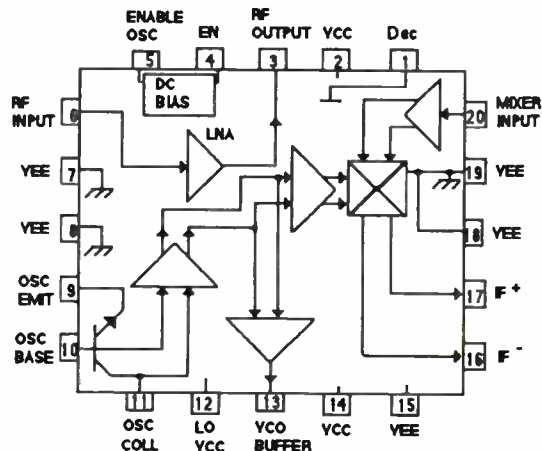 ENABLE
OSC
EN
RF
OUTPUT
VCC
Dec
5
4
3
2
1
DC
BIAS
RF
INPUT
6
LNA
20
MIXER
INPUT
VEE
7
19
VEE
VEE
8
18
VEE
OSC
EMIT
9
17
IF+
OSC
BASE
10
16
IF-
11
12
13
14
15
OSC
COLL
LO
VCC
VCO
BUFFER
VCC
VEE